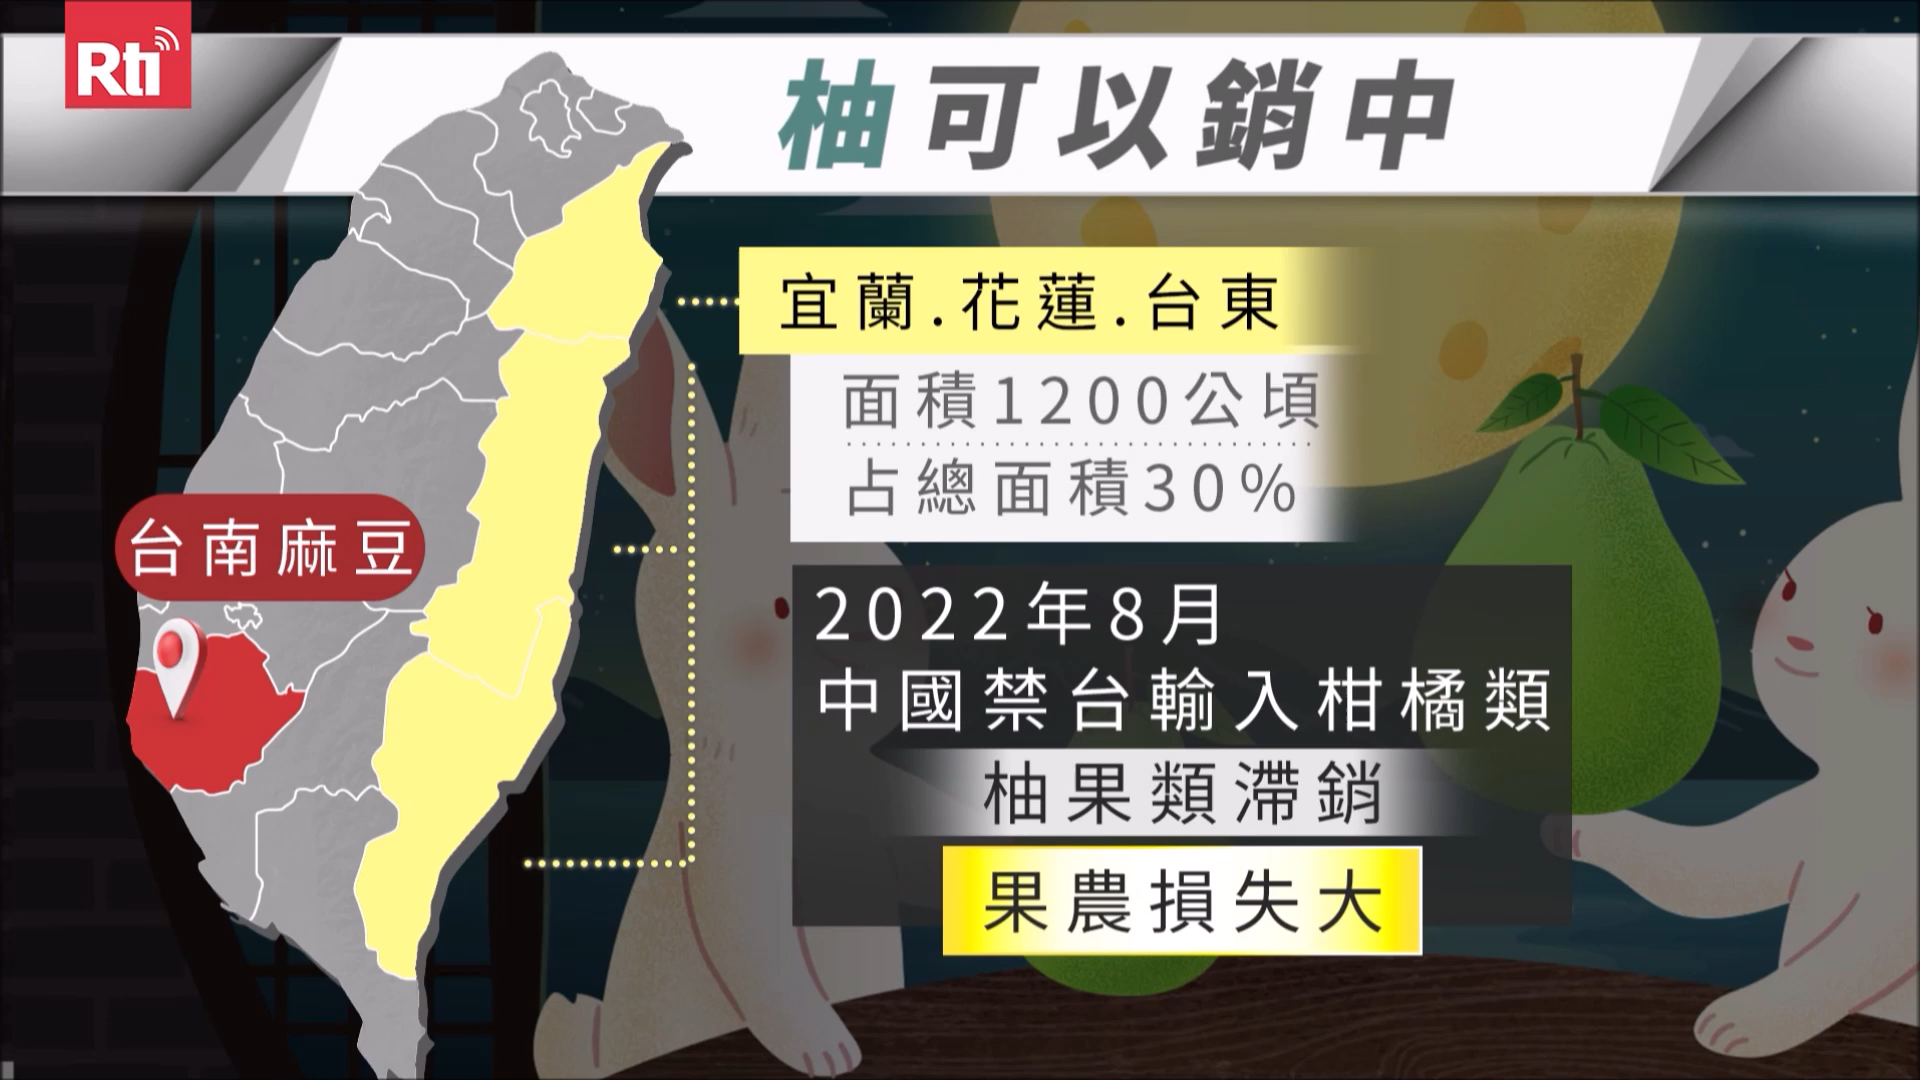 Rti
柚可以銷中
宜蘭.花蓮.台東
面積1200公頃
占總面積30%
台南麻豆
2022年8月
中國禁台輸入柑橘類
柚果類滯銷
果農損失大